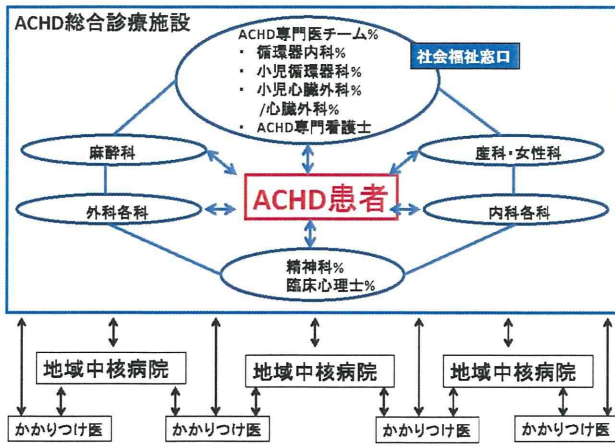 ACHD総合診療施設
ACHD専門医チーム%
・ 循環器内科%
・ 小児循環器科%
・ 小児心臓外科%
/心臓外科%
・ ACHD専門看護士
社会福祉窓口
麻酔科
産科・女性科
ACHD患者
外科各科
内科各科
精神科%
臨床心理士%
地域中核病院
地域中核病院
地域中核病院
かかりつけ医
かかりつけ医
かかりつけ医
かかりつけ医